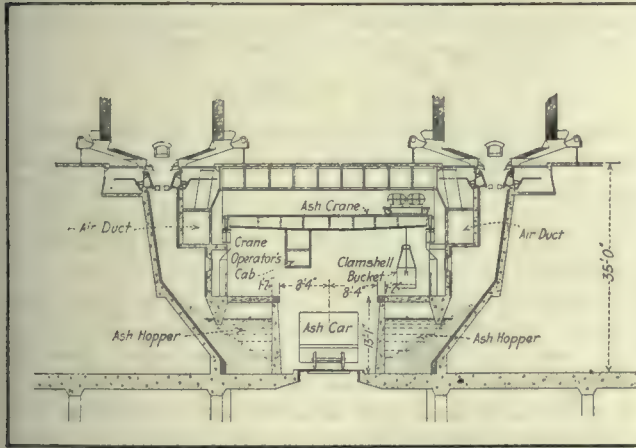 Ash Crane
Air Duct
Air Duct
Crane
Operator's
Cab
Clamshell
Bucket
8'-4"
8'-4"
35'-0"
13'-1"
Ash Hopper
Ash Car
Ash Hopper